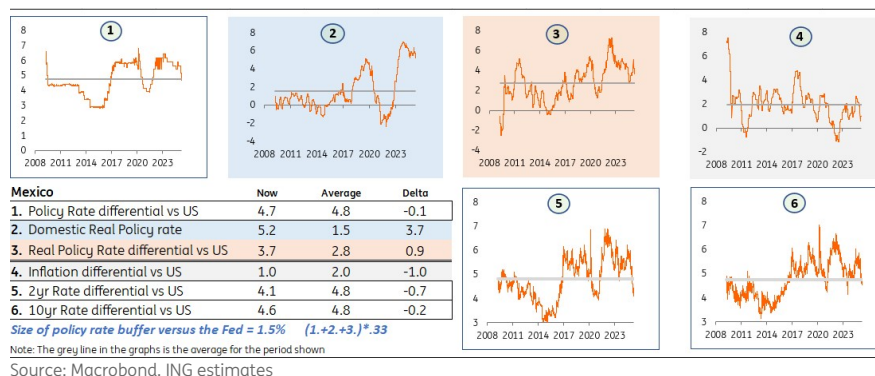 1
8
7
6
5
4
3
2
1
0
2008 2011 2014 2017 2020 2023
2
8
6
4
2
0
-2
-4
2008 2011 2014 2017 2020 2023
3
8
6
4
2
0
-2
-4
2008 2011 2014 2017 2020 2023
4
8
6
4
2
0
-2
2008 2011 2014 2017 2020 2023
Mexico Now Average Delta
1. Policy Rate differential vs US 4.7 4.8 -0.1
2. Domestic Real Policy rate 5.2 1.5 3.7
3. Real Policy Rate differential vs US 3.7 2.8 0.9
4. Inflation differential vs US 1.0 2.0 -1.0
5. 2yr Rate differential vs US 4.1 4.8 -0.7
6. 10yr Rate differential vs US 4.6 4.8 -0.2
Size of policy rate buffer versus the Fed = 1.5% (1.+2.+3.)*.33
Note: The grey line in the graphs is the average for the period shown
5
8
7
6
5
4
3
2008 2011 2014 2017 2020 2023
6
8
7
6
5
4
3
2008 2011 2014 2017 2020 2023
Source: Macrobond, ING estimates